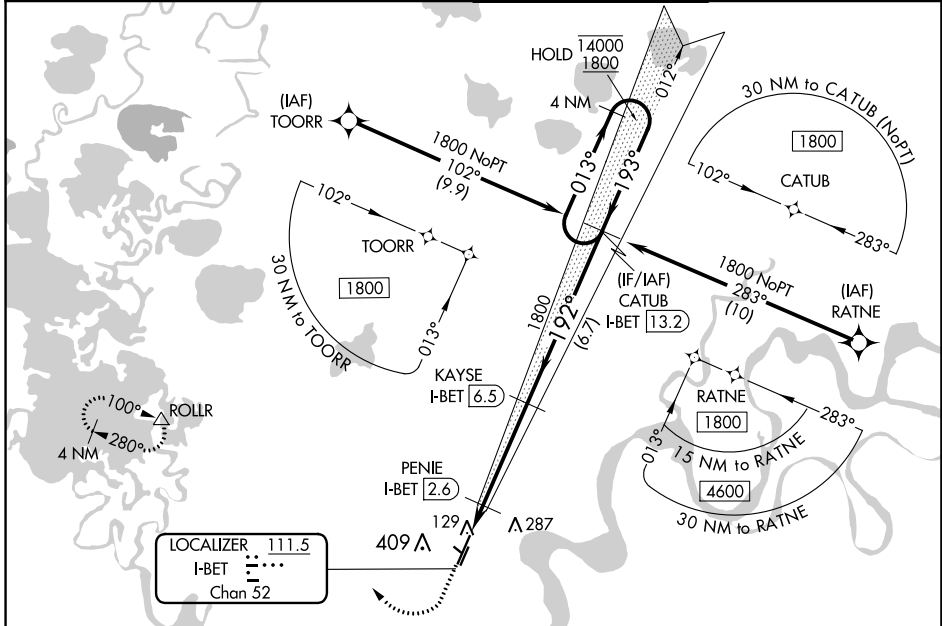 HOLD 14000
1800
4 NM
012°
(IAF)
TOORR
1800 NoPT
102°
(9.9)
013°
193°
30 NM to CATUB (NoPT)
1800
CATUB
102°
283°
102°
TOORR
1800
013°
30 NM to TOORR
(IF/IAF)
CATUB
I-BET 13.2
1800 NoPT
283°
(10)
(IAF)
RATNE
1800
192°
(6.7)
KAYSE
I-BET 6.5
RATNE
1800
283°
013°
15 NM to RATNE
4600
30 NM to RATNE
100°
ROLLR
280°
4 NM
PENIE
I-BET 2.6
129
287
409
LOCALIZER 111.5
I-BET
Chan 52